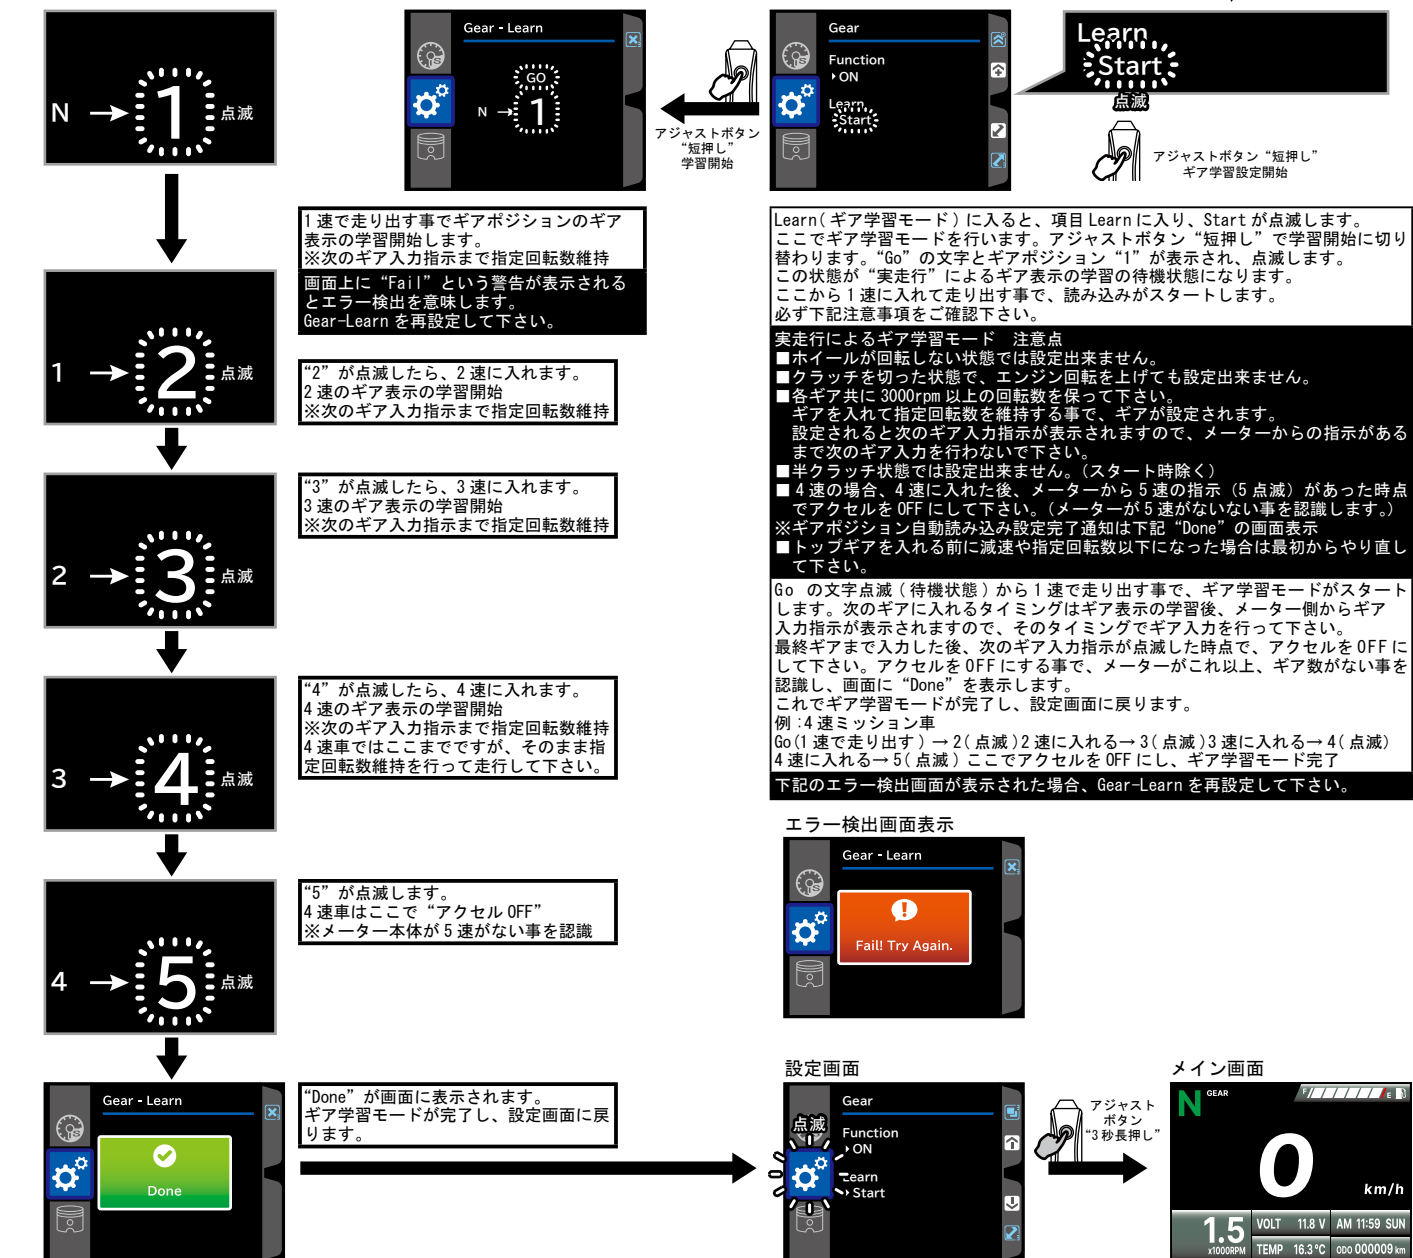 Learn
Start
点滅
アジャストボタン“短押し”
ギア学習設定開始
Gear
Function
ON
Learn
Start
アジャストボタン
“短押し”
学習開始
Gear - Learn
GO
N → 1
N → 1 点滅
Learn(ギア学習モード)に入ると、項目 Learn に入り、Start が点滅します。
ここでギア学習モードを行います。アジャストボタン“短押し”で学習開始に切り
替わります。“Go”の文字とギアポジション“1”が表示され、点滅します。
この状態が“実走行”によるギア表示の学習の待機状態になります。
ここから1速に入れて走り出す事で、読み込みがスタートします。
必ず下記注意事項をご確認下さい。
実走行によるギア学習モード 注意点
■ホイールが回転しない状態では設定出来ません。
■クラッチを切った状態で、エンジン回転を上げても設定出来ません。
■各ギア共に 3000rpm 以上の回転数を保って下さい。
ギアを入れて指定回転数を維持する事で、ギアが設定されます。
設定されると次のギア入力指示が表示されますので、メーターからの指示がある
まで次のギア入力を行わないで下さい。
■半クラッチ状態では設定出来ません。(スタート時除く)
■4速の場合、4速に入れた後、メーターから5速の指示(5点滅)があった時点
でアクセルを OFF にして下さい。(メーターが5速がないない事を認識します。)
※ギアポジション自動読み込み設定完了通知は下記“Done”の画面表示
■トップギアを入れる前に減速や指定回転数以下になった場合は最初からやり直し
て下さい。
Go の文字点滅(待機状態)から1速で走り出す事で、ギア学習モードがスタート
します。次のギアに入れるタイミングはギア表示の学習後、メーター側からギア
入力指示が表示されますので、そのタイミングでギア入力を行って下さい。
最終ギアまで入力した後、次のギア入力指示が点滅した時点で、アクセルを OFF に
して下さい。アクセルを OFF にする事で、メーターがこれ以上、ギア数がない事を
認識し、画面に“Done”を表示します。
これでギア学習モードが完了し、設定画面に戻ります。
例:4速ミッション車
Go(1速で走り出す)→2(点滅)2速に入れる→3(点滅)3速に入れる→4(点滅)
4速に入れる→5(点滅)ここでアクセルを OFF にし、ギア学習モード完了
下記のエラー検出画面が表示された場合、Gear-Learn を再設定して下さい。
1速で走り出す事でギアポジションのギア
表示の学習開始します。
※次のギア入力指示まで指定回転数維持
画面上に“Fail”という警告が表示される
とエラー検出を意味します。
Gear-Learn を再設定して下さい。
1 → 2 点滅
“2”が点滅したら、2速に入れます。
2速のギア表示の学習開始
※次のギア入力指示まで指定回転数維持
2 → 3 点滅
“3”が点滅したら、3速に入れます。
3速のギア表示の学習開始
※次のギア入力指示まで指定回転数維持
3 → 4 点滅
“4”が点滅したら、4速に入れます。
4速のギア表示の学習開始
※次のギア入力指示まで指定回転数維持
4速車ではここまでですが、そのまま指
定回転数維持を行って走行して下さい。
4 → 5 点滅
“5”が点滅します。
4速車はここで“アクセル OFF”
※メーター本体が5速がない事を認識
エラー検出画面表示
Gear - Learn
Fail! Try Again.
Gear - Learn
Done
“Done”が画面に表示されます。
ギア学習モードが完了し、設定画面に戻
ります。
設定画面
点滅
Gear
Function
ON
Learn
Start
アジャスト
ボタン
“3秒長押し”
メイン画面
N GEAR
F E
0
km/h
1.5
x1000RPM
VOLT 11.8 V AM 11:59 SUN
TEMP 16.3℃ ODO 000009 km